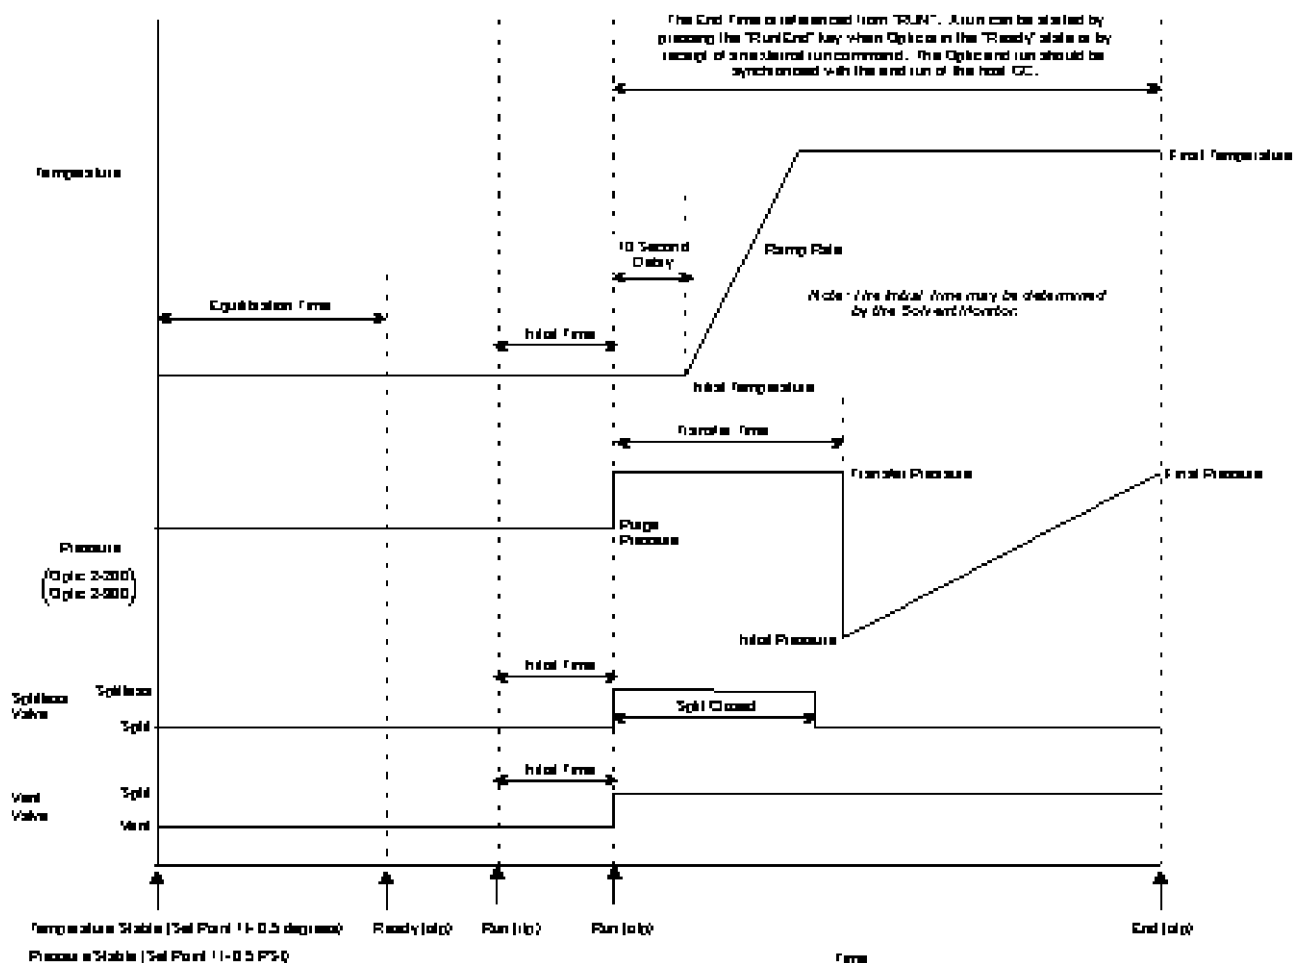 The End Time is referenced from "RUN". A run can be started by
pressing the "Run/End" key when Optic is in the "Ready" state or by
receipt of an external run command. The Optic end run should be
synchronised with the end run of the host GC.
Temperature
Final Temperature
10 Second
Delay
Ramp Rate
Equilibration Time
Note: The Initial Time may be determined
by the Solvent Monitor.
Initial Time
Initial Temperature
Transfer Time
Transfer Pressure
Final Pressure
Purge
Pressure
Pressure
(Optic 2-200)
(Optic 2-500)
Initial Pressure
Initial Time
Splitless
Valve
Splitless
Split Closed
Split
Initial Time
Vent
Valve
Split
Vent
Temperature Stable (Set Point +/- 0.5 degrees)
Ready (o/p)
Run (i/p)
Run (o/p)
End (o/p)
Pressure Stable (Set Point +/- 0.5 PSI)
Time